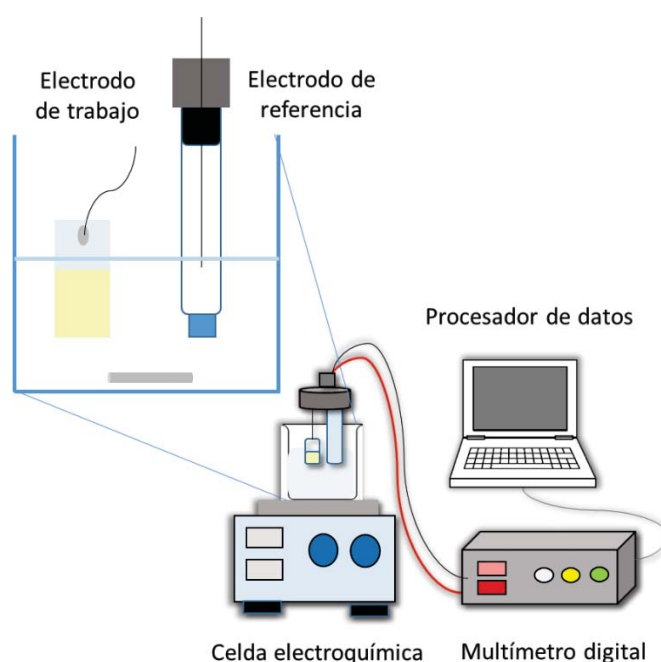 Electrodo
de trabajo
Electrodo de
referencia
Procesador de datos
Celda electroquímica
Multímetro digital